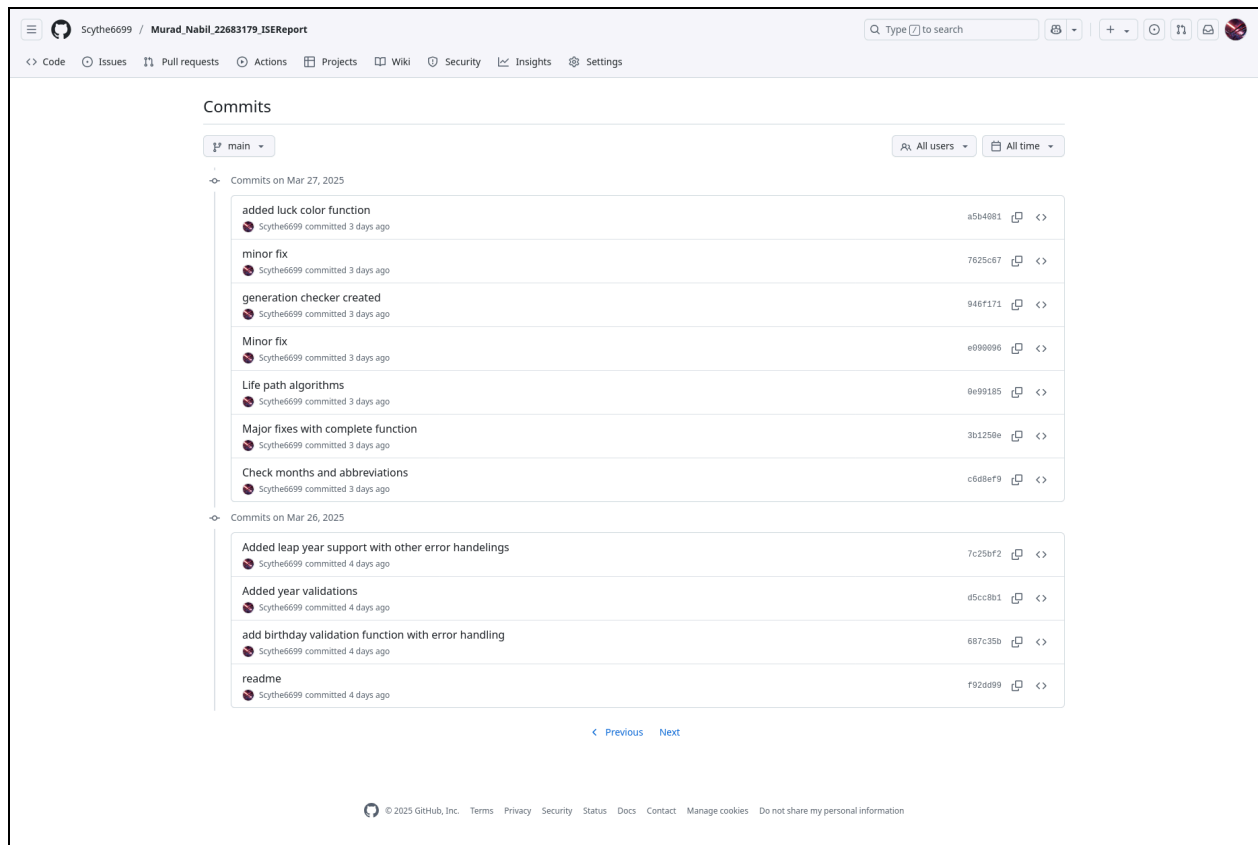 Scythe6699 / Murad_Nabil_22683179_ISEReport
Type / to search
Code Issues Pull requests Actions Projects Wiki Security Insights Settings
Commits
main
All users All time
Commits on Mar 27, 2025
added luck color function
Scythe6699 committed 3 days ago
a5b4081
minor fix
Scythe6699 committed 3 days ago
7625c67
generation checker created
Scythe6699 committed 3 days ago
946f171
Minor fix
Scythe6699 committed 3 days ago
e090096
Life path algorithms
Scythe6699 committed 3 days ago
0e99185
Major fixes with complete function
Scythe6699 committed 3 days ago
3b1250e
Check months and abbreviations
Scythe6699 committed 3 days ago
c6d8ef9
Commits on Mar 26, 2025
Added leap year support with other error handelings
Scythe6699 committed 4 days ago
7c25bf2
Added year validations
Scythe6699 committed 4 days ago
d5cc8b1
add birthday validation function with error handling
Scythe6699 committed 4 days ago
687c35b
readme
Scythe6699 committed 4 days ago
f92dd99
Previous Next
© 2025 GitHub, Inc. Terms Privacy Security Status Docs Contact Manage cookies Do not share my personal information